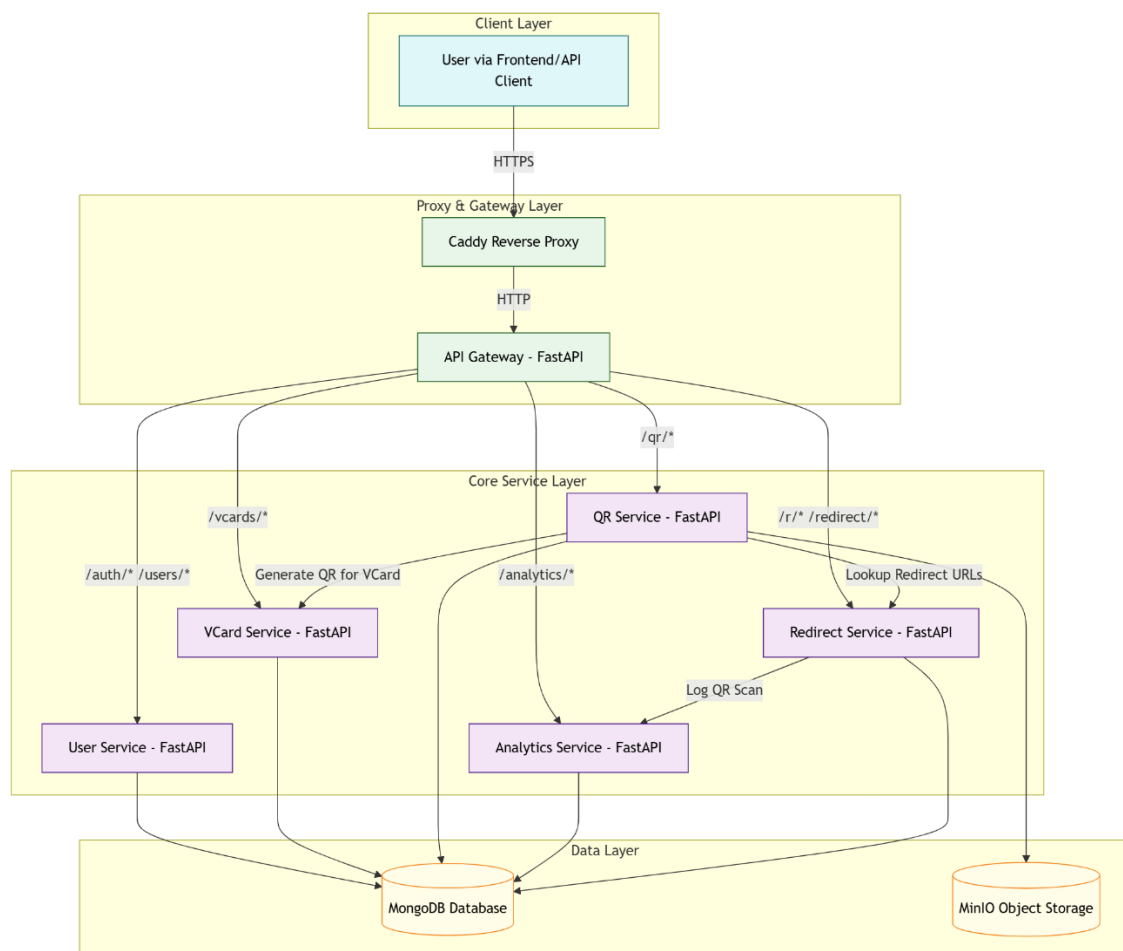 Client Layer
User via Frontend/API
Client
HTTPS
Proxy & Gateway Layer
Caddy Reverse Proxy
HTTP
API Gateway - FastAPI
/qr/*
Core Service Layer
QR Service - FastAPI
/vcards/*
/r/* /redirect/*
/auth/* /users/*
Generate QR for VCard
/analytics/*
Lookup Redirect URLs
VCard Service - FastAPI
Redirect Service - FastAPI
Log QR Scan
User Service - FastAPI
Analytics Service - FastAPI
Data Layer
MongoDB Database
MinIO Object Storage